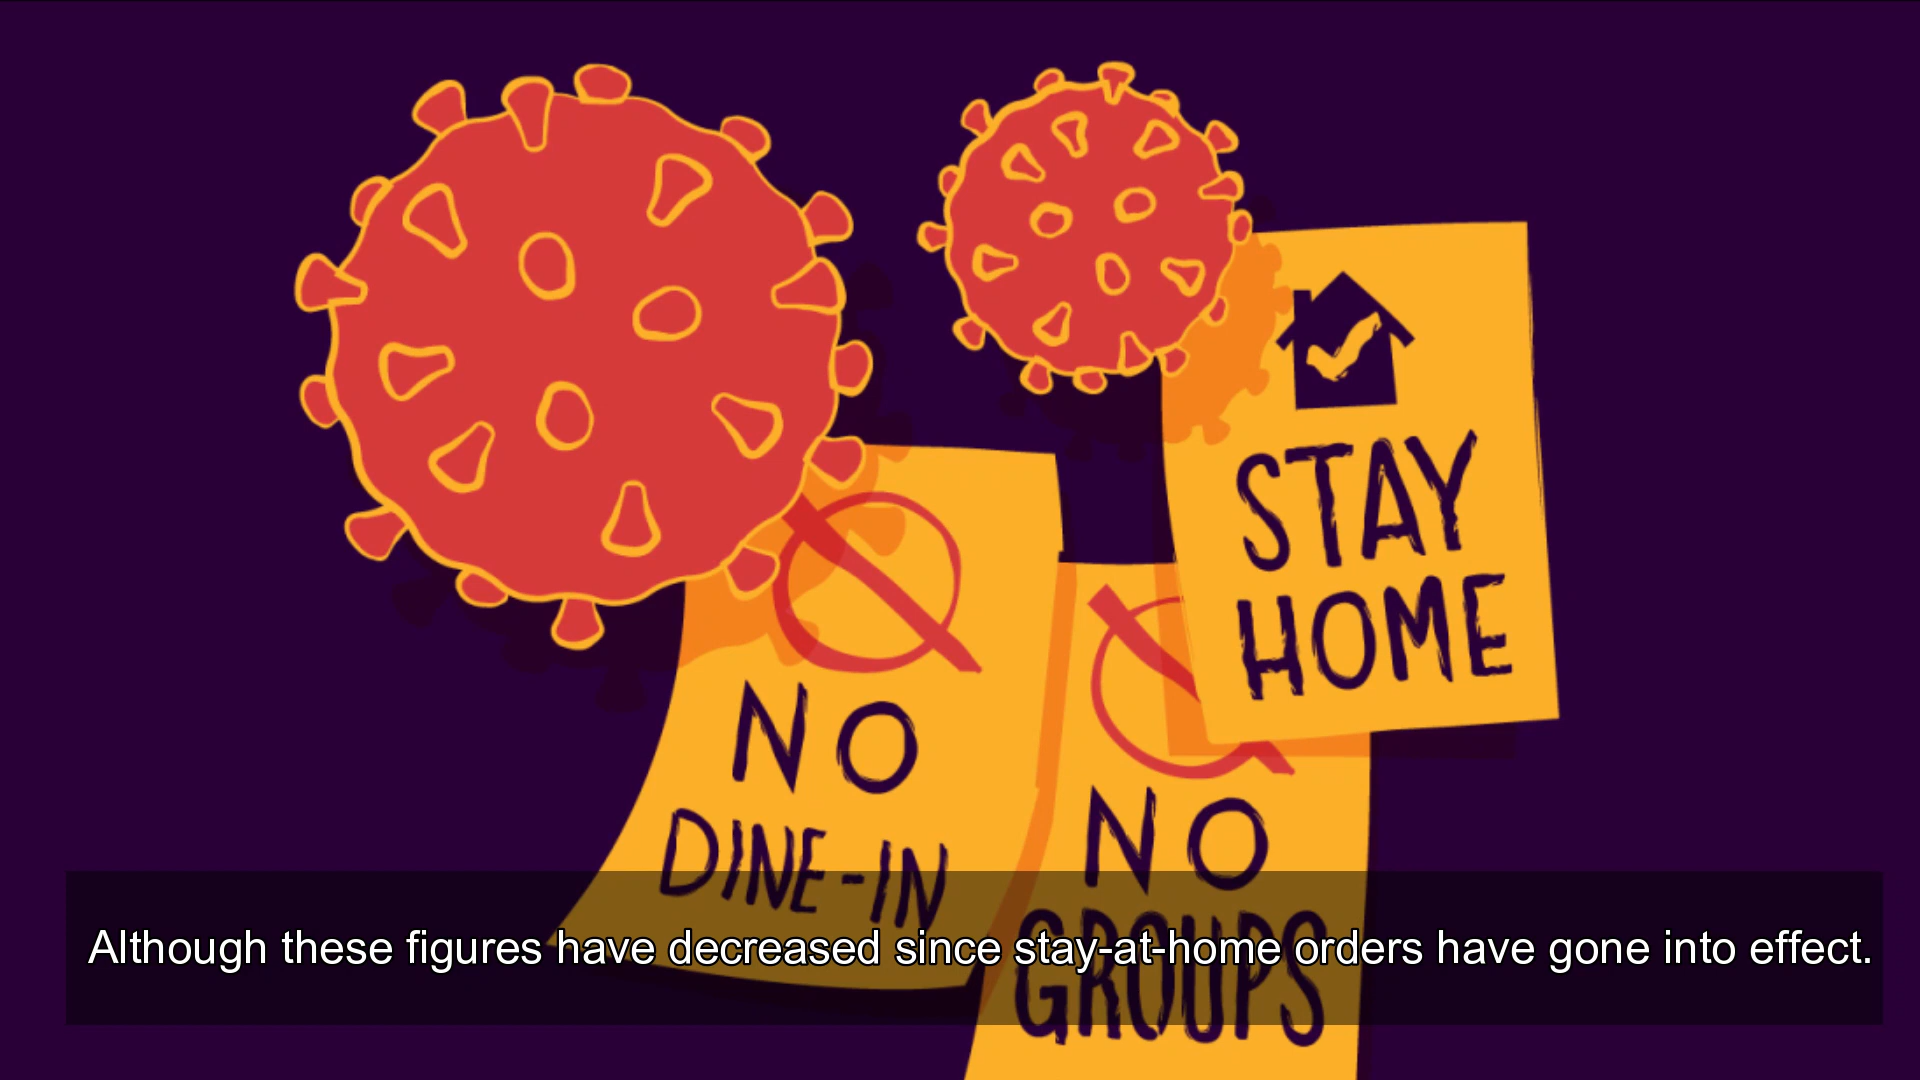 STAY
HOME
NO
DINE-IN
NO
GROUPS
Although these figures have decreased since stay-at-home orders have gone into effect.